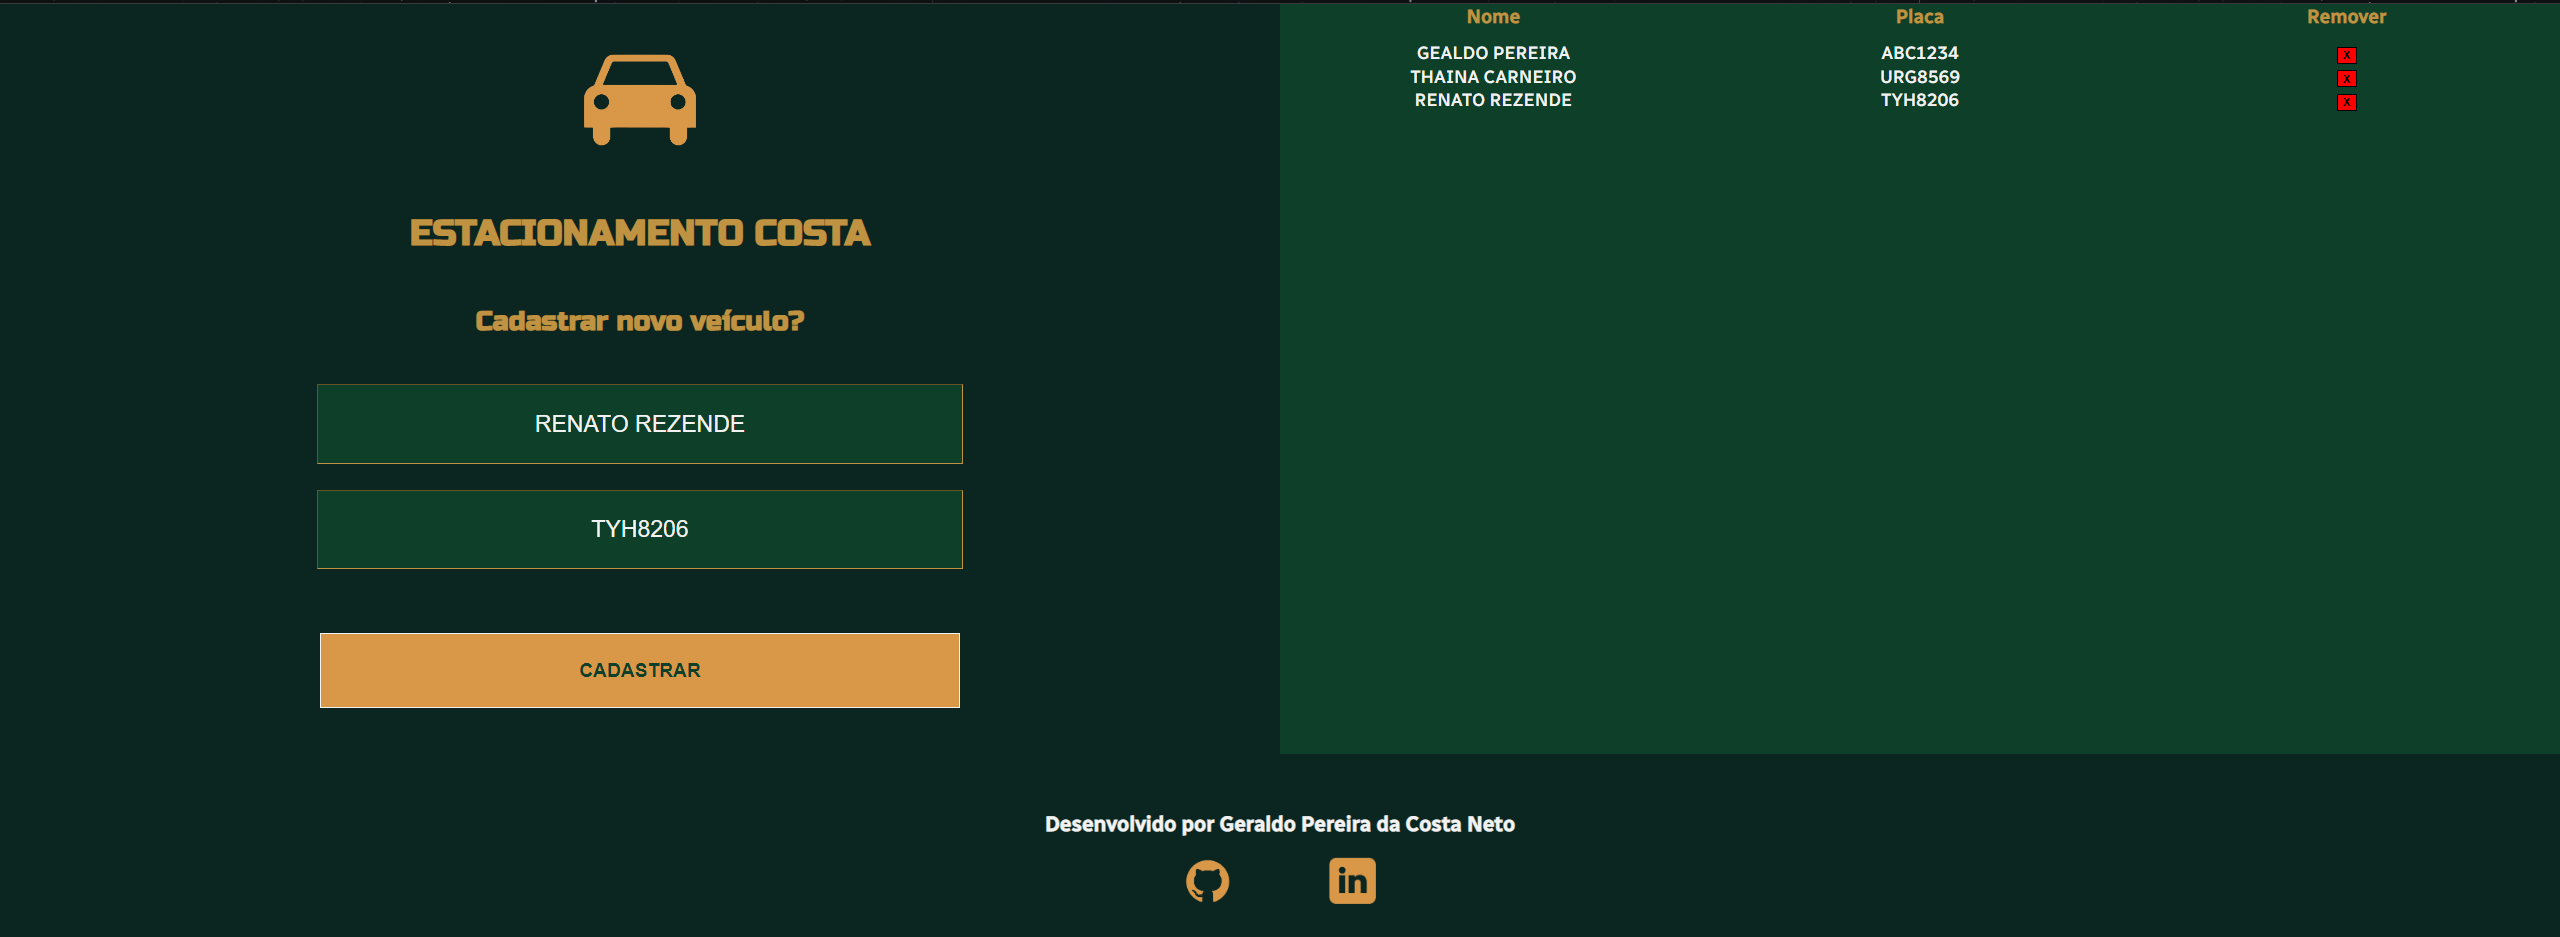 ESTACIONAMENTO COSTA
Cadastrar novo veículo?
RENATO REZENDE
TYH8206
CADASTRAR
Nome Placa Remover
GEALDO PEREIRA ABC1234 X
THAINA CARNEIRO URG8569 X
RENATO REZENDE TYH8206 X
Desenvolvido por Geraldo Pereira da Costa Neto
in